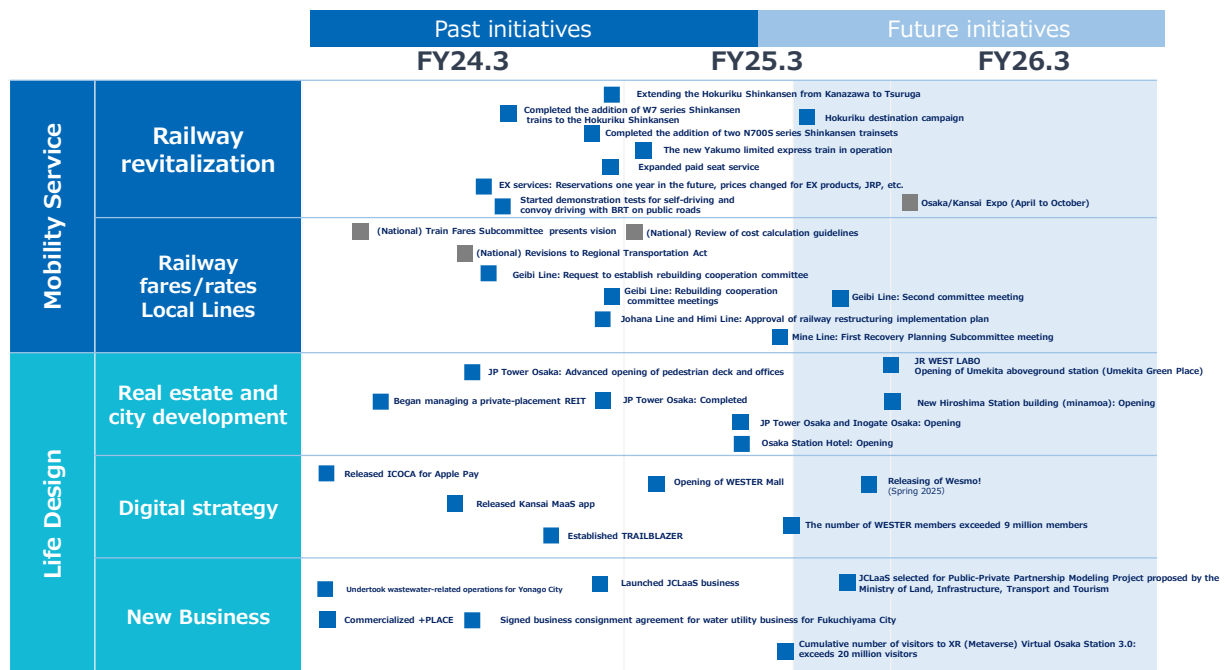 Past initiatives
Future initiatives
FY24.3
FY25.3
FY26.3
Mobility Service
Railway
revitalization
Extending the Hokuriku Shinkansen from Kanazawa to Tsuruga
Completed the addition of W7 series Shinkansen
trains to the Hokuriku Shinkansen
Hokuriku destination campaign
Completed the addition of two N700S series Shinkansen trainsets
The new Yakumo limited express train in operation
Expanded paid seat service
EX services: Reservations one year in the future, prices changed for EX products, JRP, etc.
Started demonstration tests for self-driving and
convoy driving with BRT on public roads
Osaka/Kansai Expo (April to October)
Railway
fares/rates
Local Lines
(National) Train Fares Subcommittee presents vision
(National) Review of cost calculation guidelines
(National) Revisions to Regional Transportation Act
Geibi Line: Request to establish rebuilding cooperation committee
Geibi Line: Rebuilding cooperation
committee meetings
Geibi Line: Second committee meeting
Johana Line and Himi Line: Approval of railway restructuring implementation plan
Mine Line: First Recovery Planning Subcommittee meeting
Life Design
Real estate and
city development
JP Tower Osaka: Advanced opening of pedestrian deck and offices
JR WEST LABO
Opening of Umekita aboveground station (Umekita Green Place)
Began managing a private-placement REIT
JP Tower Osaka: Completed
New Hiroshima Station building (minamoa): Opening
JP Tower Osaka and Inogate Osaka: Opening
Osaka Station Hotel: Opening
Digital strategy
Released ICOCA for Apple Pay
Opening of WESTER Mall
Releasing of Wesmo!
(Spring 2025)
Released Kansai MaaS app
The number of WESTER members exceeded 9 million members
Established TRAILBLAZER
New Business
Undertook wastewater-related operations for Yonago City
Launched JCLaaS business
JCLaaS selected for Public-Private Partnership Modeling Project proposed by the
Ministry of Land, Infrastructure, Transport and Tourism
Commercialized +PLACE
Signed business consignment agreement for water utility business for Fukuchiyama City
Cumulative number of visitors to XR (Metaverse) Virtual Osaka Station 3.0:
exceeds 20 million visitors